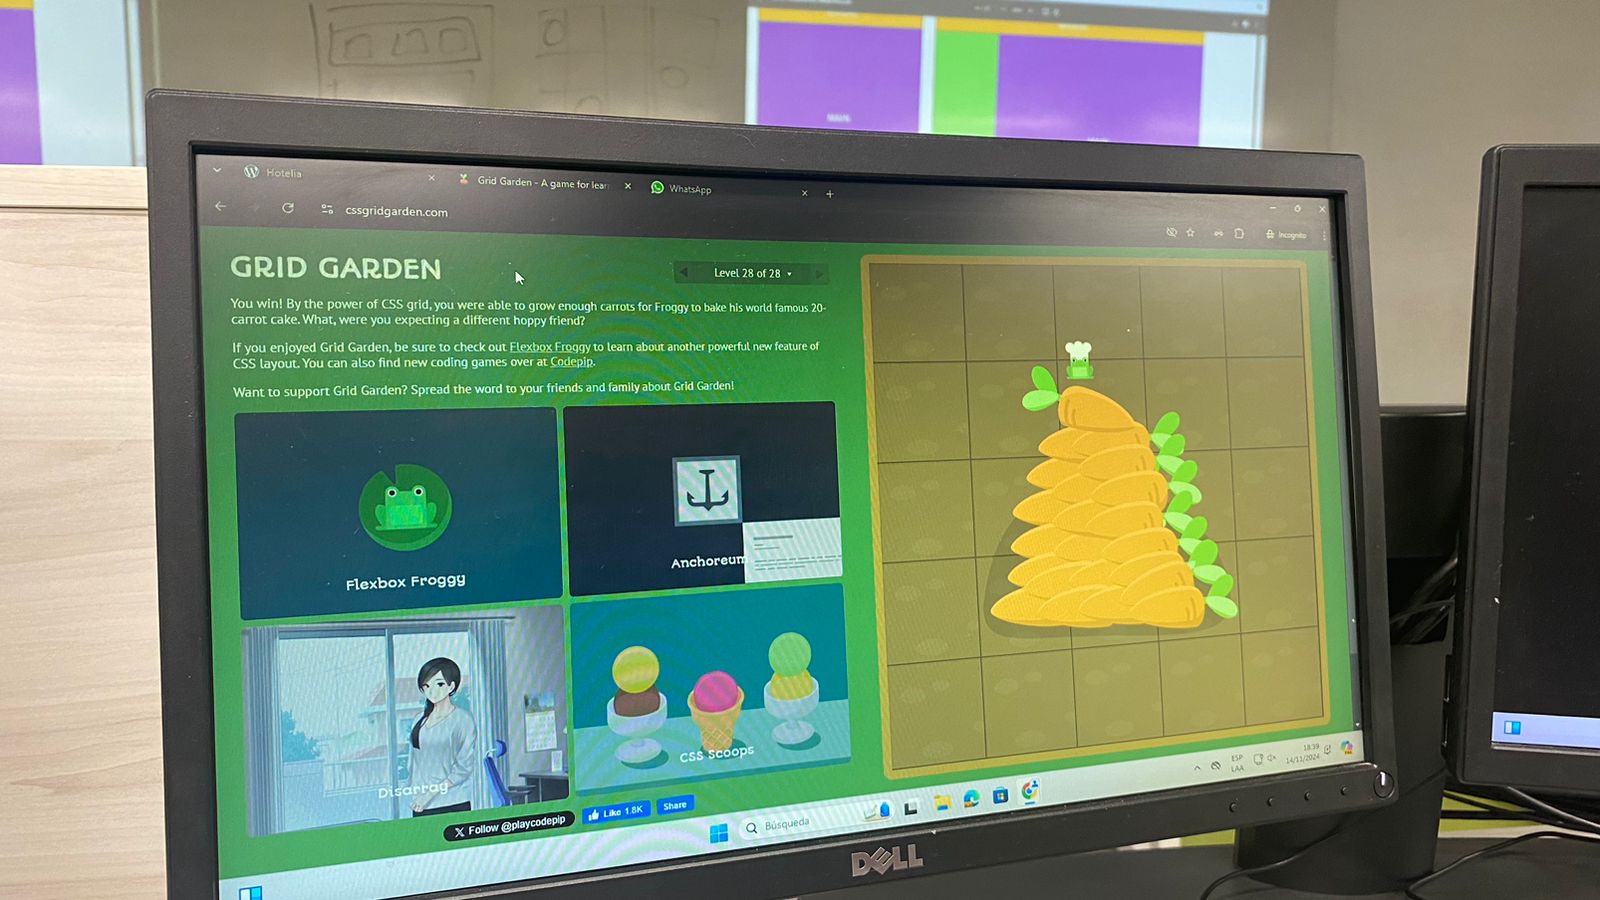 MAIN
Hotelia
Grid Garden - A game for lear
WhatsApp
cssgridgarden.com
Incognito
GRID GARDEN
Level 28 of 28
You win! By the power of CSS grid, you were able to grow enough carrots for Froggy to bake his world famous 20-
carrot cake. What, were you expecting a different hoppy friend?
If you enjoyed Grid Garden, be sure to check out Flexbox Froggy to learn about another powerful new feature of
CSS layout. You can also find new coding games over at Codepip.
Want to support Grid Garden? Spread the word to your friends and family about Grid Garden!
Flexbox Froggy
Anchoreum
Disarray
CSS Scoops
Follow @playcodepip
Like 1.8K
Share
Búsqueda
ESP
LAA
18:39
14/11/2024
DELL